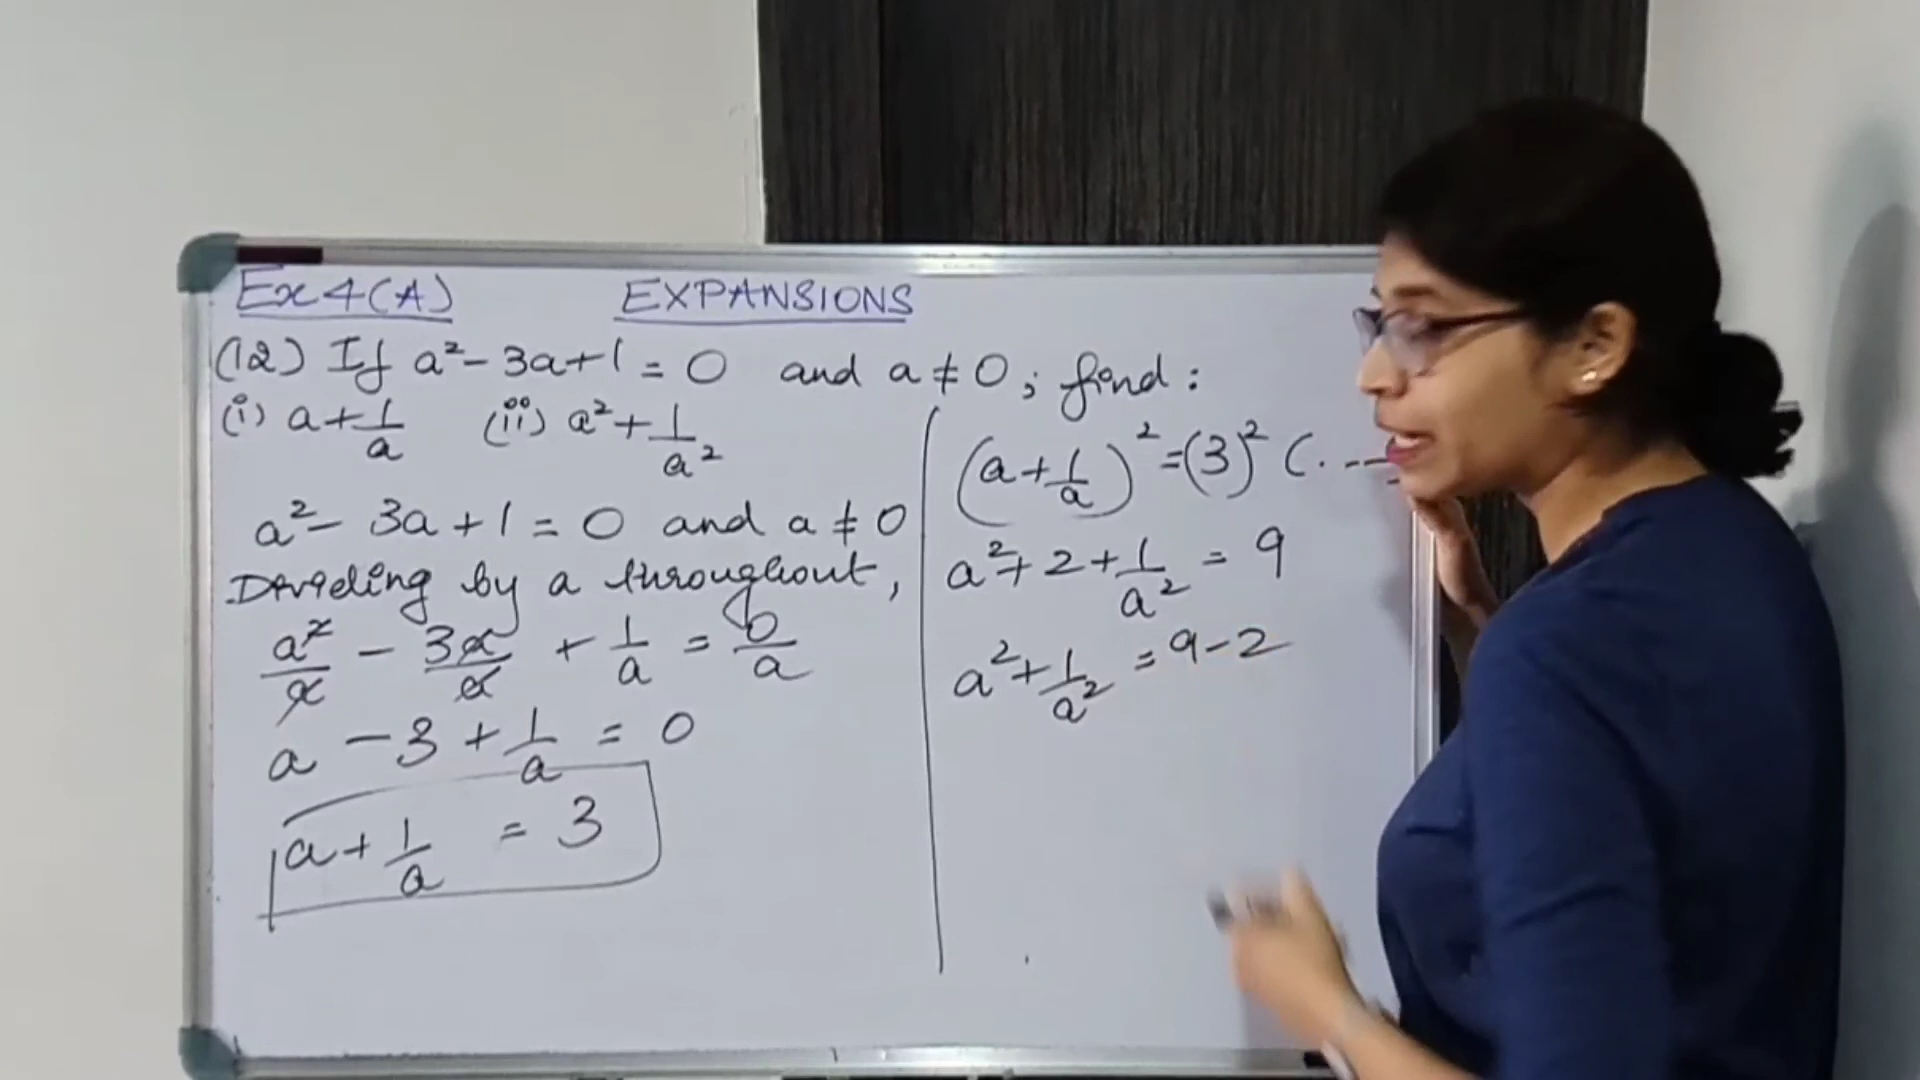 Ex 4(A) EXPANSIONS
(12) If a² - 3a + 1 = 0 and a ≠ 0; find:
(i) a + 1/a (ii) a² + 1/a²
a² - 3a + 1 = 0 and a ≠ 0
Dividing by a throughout,
a²/a - 3a/a + 1/a = 0/a
a - 3 + 1/a = 0
a + 1/a = 3
(a + 1/a)² = (3)² (. --
a² + 2 + 1/a² = 9
a² + 1/a² = 9 - 2